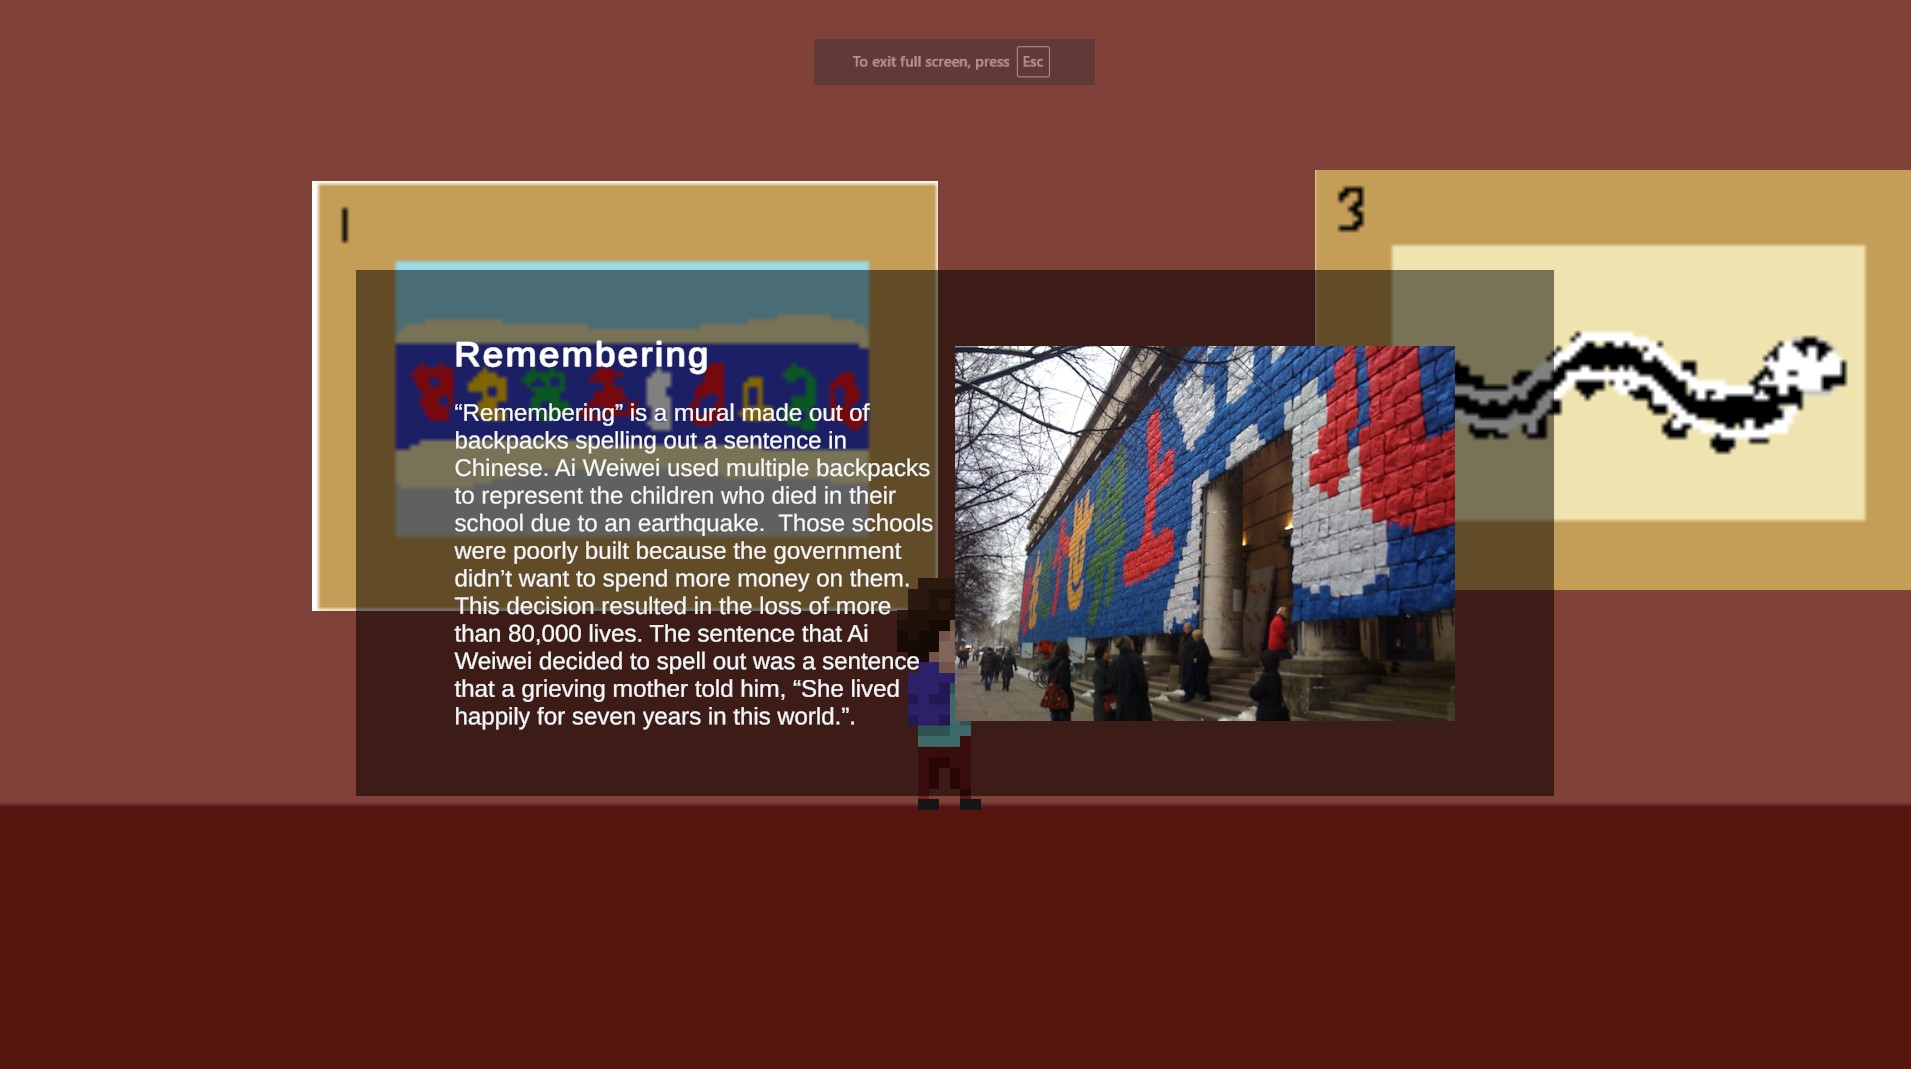 To exit full screen, press Esc
1
3
Remembering
“Remembering” is a mural made out of
backpacks spelling out a sentence in
Chinese. Ai Weiwei used multiple backpacks
to represent the children who died in their
school due to an earthquake.  Those schools
were poorly built because the government
didn’t want to spend more money on them.
This decision resulted in the loss of more
than 80,000 lives. The sentence that Ai
Weiwei decided to spell out was a sentence
that a grieving mother told him, “She lived
happily for seven years in this world.”.